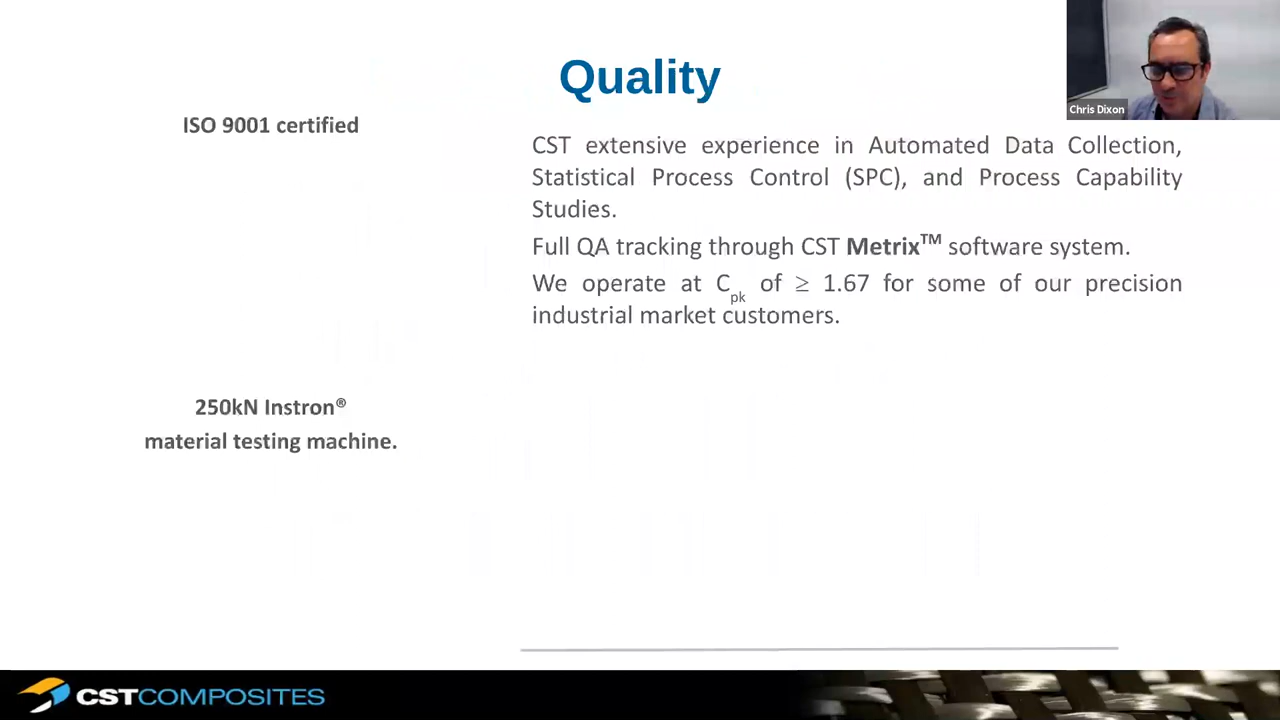 Quality
Chris Dixon
ISO 9001 certified
CST extensive experience in Automated Data Collection,
Statistical Process Control (SPC), and Process Capability
Studies.
Full QA tracking through CST Metrix™ software system.
We operate at Cpk of ≥ 1.67 for some of our precision
industrial market customers.
250kN Instron®
material testing machine.
CSTCOMPOSITES